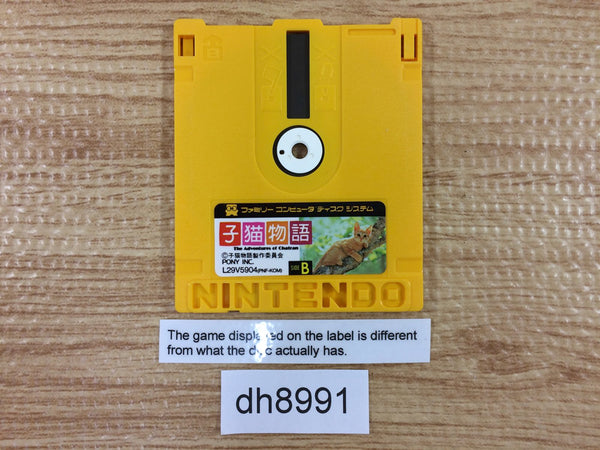 ファミリー コンピュータ ディスク システム
子猫物語
The Adventures of Chatran
©子猫物語製作委員会
PONY INC.
L29V5904(PNF-KOM)
SIDE B
NINTENDO
The game displayed on the label is different
from what the disc actually has.
dh8991